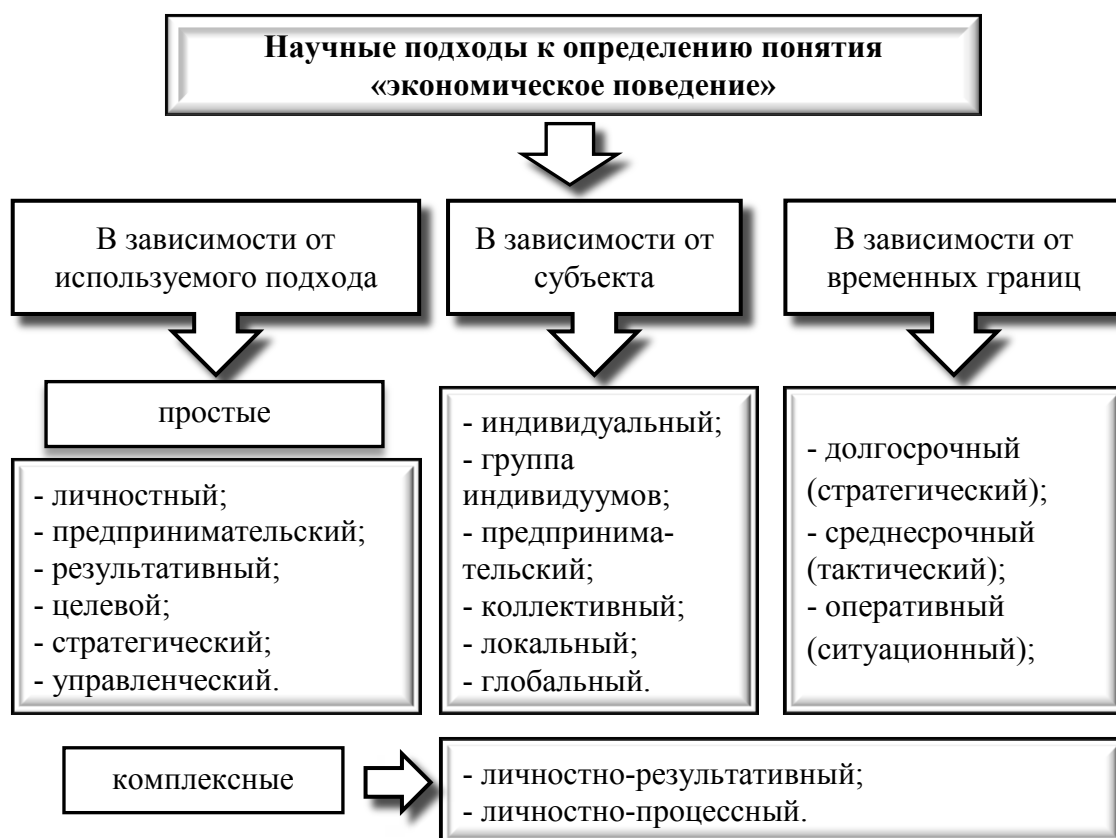 Научные подходы к определению понятия
«экономическое поведение»
В зависимости от
используемого подхода
В зависимости от
субъекта
В зависимости от
временных границ
простые
- личностный;
- предпринимательский;
- результативный;
- целевой;
- стратегический;
- управленческий.
- индивидуальный;
- группа
индивидуумов;
- предпринима-
тельский;
- коллективный;
- локальный;
- глобальный.
- долгосрочный
(стратегический);
- среднесрочный
(тактический);
- оперативный
(ситуационный);
комплексные
- личностно-результативный;
- личностно-процессный.